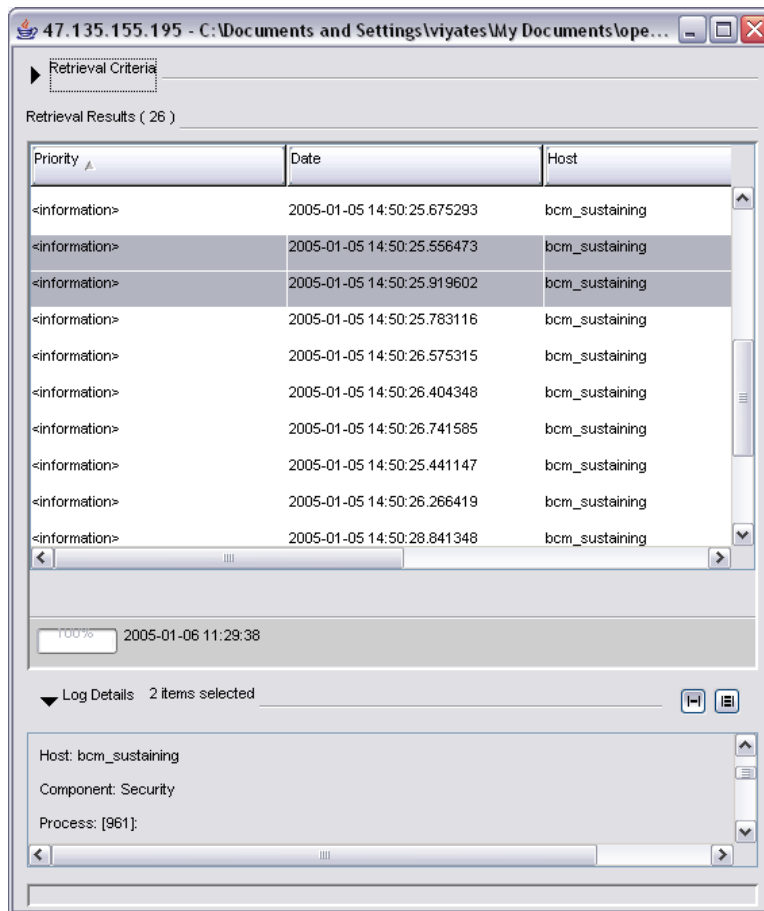 47.135.155.195 - C:\Documents and Settings\viyates\My Documents\ope...
Retrieval Criteria
Retrieval Results ( 26 )
Priority Date Host
<information> 2005-01-05 14:50:25.675293 bcm_sustaining
<information> 2005-01-05 14:50:25.556473 bcm_sustaining
<information> 2005-01-05 14:50:25.919602 bcm_sustaining
<information> 2005-01-05 14:50:25.783116 bcm_sustaining
<information> 2005-01-05 14:50:26.575315 bcm_sustaining
<information> 2005-01-05 14:50:26.404348 bcm_sustaining
<information> 2005-01-05 14:50:26.741585 bcm_sustaining
<information> 2005-01-05 14:50:25.441147 bcm_sustaining
<information> 2005-01-05 14:50:26.266419 bcm_sustaining
<information> 2005-01-05 14:50:28.841348 bcm_sustaining
100% 2005-01-06 11:29:38
Log Details 2 items selected
Host: bcm_sustaining
Component: Security
Process: [961]: